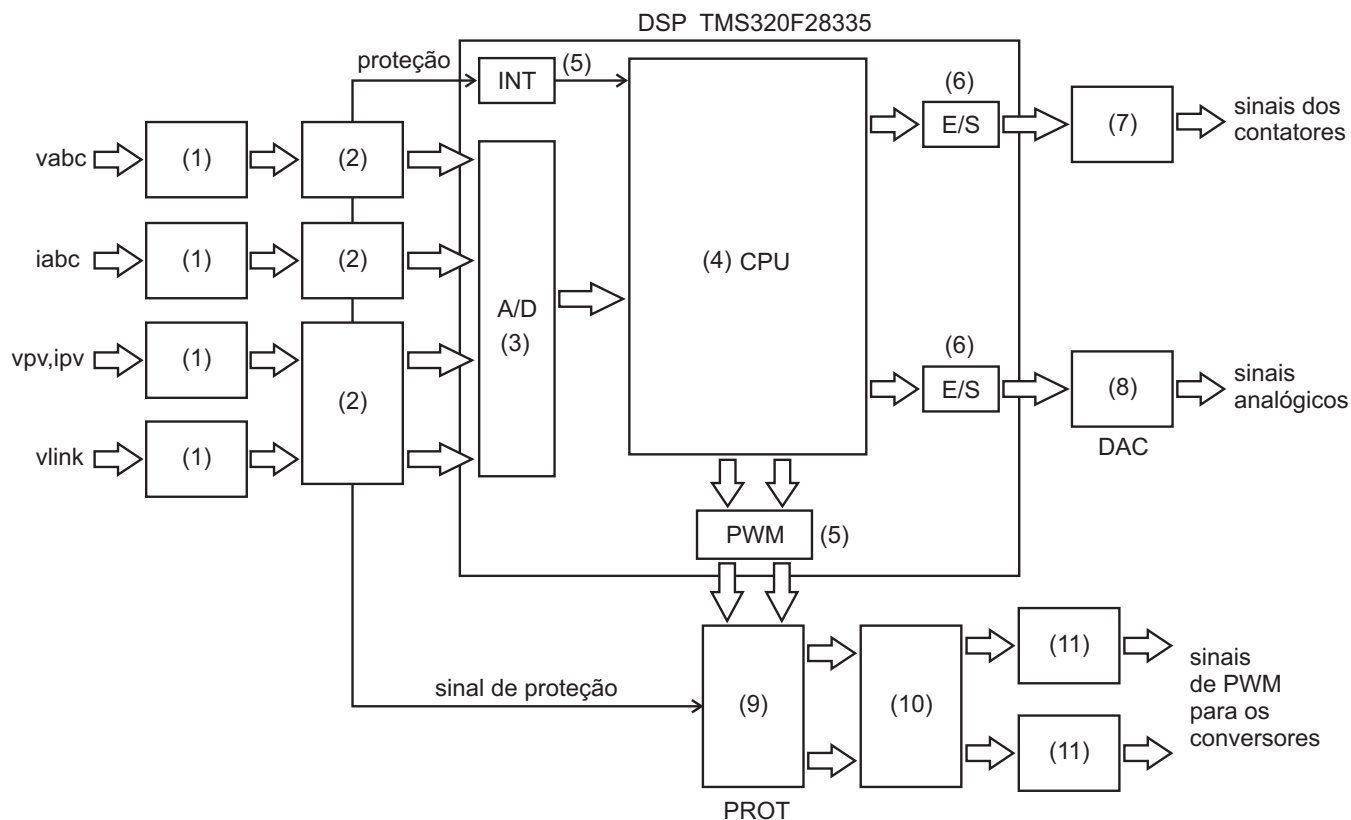 DSP TMS320F28335
proteção
INT
(5)
(6)
E/S
(7)
sinais dos
contatores
vabc
(1)
(2)
iabc
(1)
(2)
A/D
(3)
(4) CPU
vpv,ipv
(1)
(2)
vlink
(1)
(6)
E/S
(8)
DAC
sinais
analógicos
PWM
(5)
sinal de proteção
(9)
PROT
(10)
(11)
(11)
sinais
de PWM
para os
conversores